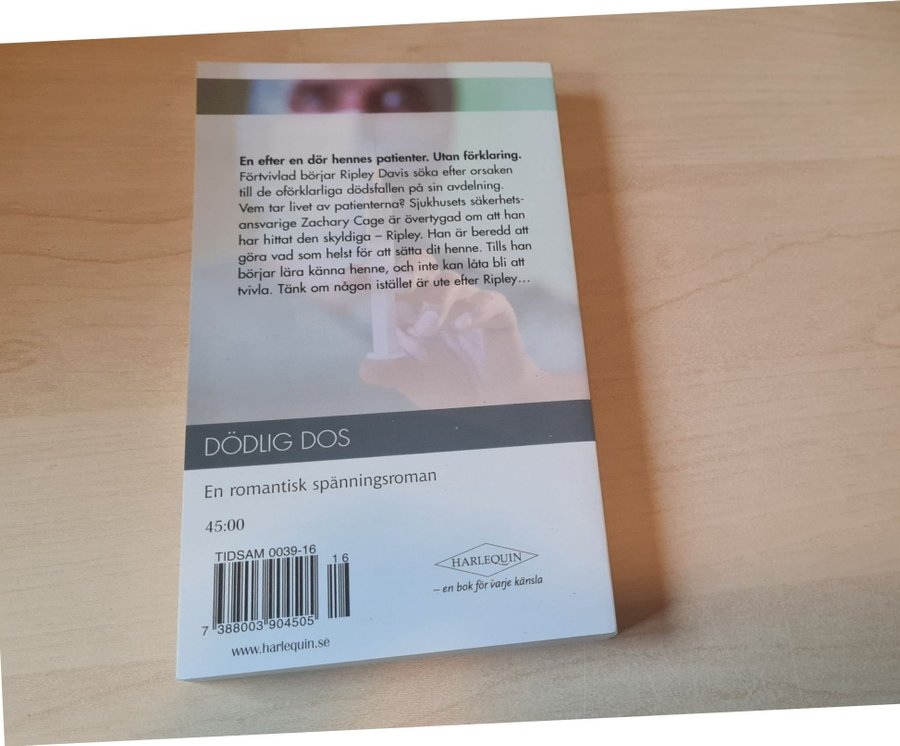 En efter en dör hennes patienter. Utan förklaring.
Förtvivlad börjar Ripley Davis söka efter orsaken
till de oförklarliga dödsfallen på sin avdelning.
Vem tar livet av patienterna? Sjukhusets säkerhets-
ansvarige Zachary Cage är övertygad om att han
har hittat den skyldiga – Ripley. Han är beredd att
göra vad som helst för att sätta dit henne. Tills han
börjar lära känna henne, och inte kan låta bli att
tvivla. Tänk om någon istället är ute efter Ripley...
DÖDLIG DOS
En romantisk spänningsroman
45:00
TIDSAM 0039-16
16
7 388003 904505
www.harlequin.se
HARLEQUIN
– en bok för varje känsla